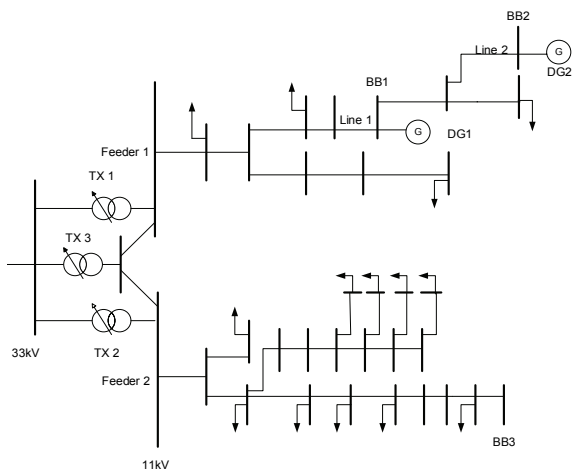 BB2
Line 2
G
DG2
BB1
Line 1
G
DG1
Feeder 1
TX 1
TX 3
TX 2
33kV
Feeder 2
BB3
11kV